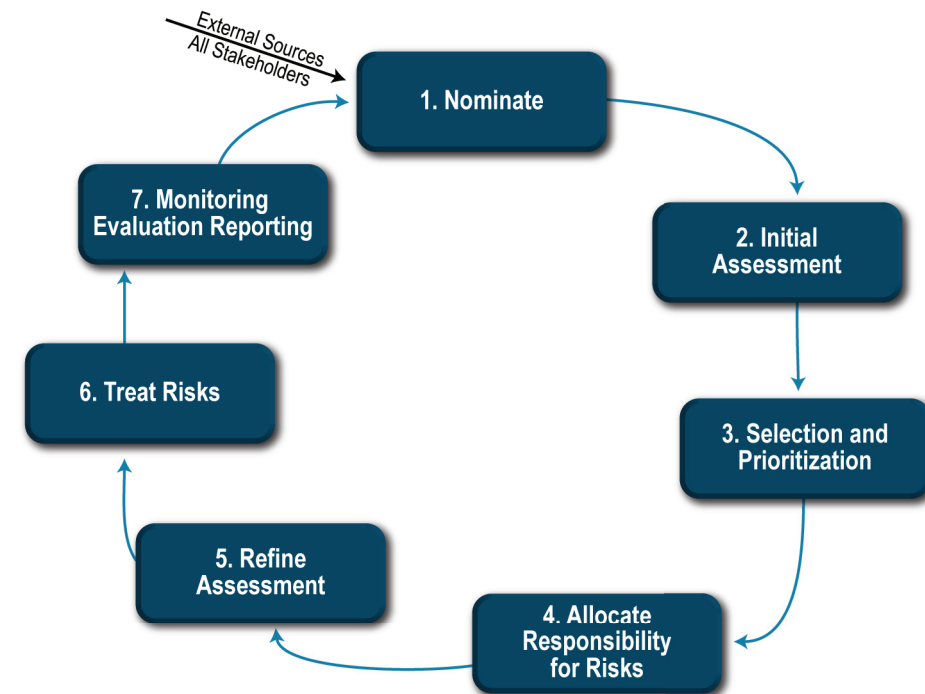 External Sources
All Stakeholders
1. Nominate
2. Initial
Assessment
3. Selection and
Prioritization
4. Allocate
Responsibility
for Risks
5. Refine
Assessment
6. Treat Risks
7. Monitoring
Evaluation Reporting